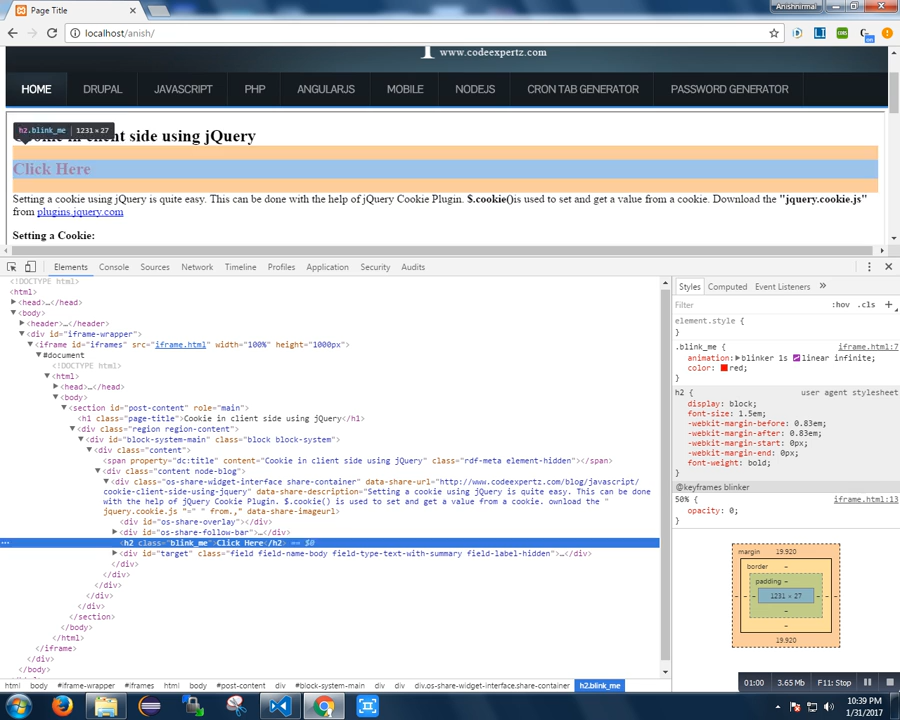 Page Title
Anishnirmal
localhost/anish/
www.codeexpertz.com
HOME DRUPAL JAVASCRIPT PHP ANGULARJS MOBILE NODEJS CRON TAB GENERATOR PASSWORD GENERATOR
h2.blink_me 1231×27
Cookie in client side using jQuery
Click Here
Setting a cookie using jQuery is quite easy. This can be done with the help of jQuery Cookie Plugin. $.cookie()is used to set and get a value from a cookie. Download the "jquery.cookie.js"
from plugins.jquery.com
Setting a Cookie:
Elements Console Sources Network Timeline Profiles Application Security Audits
<!DOCTYPE html>
<html>
<head>…</head>
<body>
<header>…</header>
<div id="iframe-wrapper">
<iframe id="iframes" src="iframe.html" width="100%" height="1000px">
#document
<!DOCTYPE html>
<html>
<head>…</head>
<body>
<section id="post-content" role="main">
<h1 class="page-title">Cookie in client side using jQuery</h1>
<div class="region region-content">
<div id="block-system-main" class="block block-system">
<div class="content">
<span property="dc:title" content="Cookie in client side using jQuery" class="rdf-meta element-hidden"></span>
<div class="content node-blog">
<div class="os-share-widget-interface share-container" data-share-url="http://www.codeexpertz.com/blog/javascript/
cookie-client-side-using-jquery" data-share-description="Setting a cookie using jQuery is quite easy. This can be done
with the help of jQuery Cookie Plugin. $.cookie() is used to set and get a value from a cookie. ownload the "
jquery.cookie.js "=" " from.," data-share-imageurl>
<div id="os-share-overlay"></div>
<div id="os-share-follow-bar">…</div>
<h2 class="blink_me">Click Here</h2> == $0
<div id="target" class="field field-name-body field-type-text-with-summary field-label-hidden">…</div>
</div>
</div>
</div>
</div>
</div>
</section>
</body>
</html>
</iframe>
</div>
</body>
html body #iframe-wrapper #iframes html body #post-content div #block-system-main div div div.os-share-widget-interface.share-container h2.blink_me
Styles Computed Event Listeners »
Filter :hov .cls +
element.style {
}
.blink_me { iframe.html:7
animation: blinker 1s linear infinite;
color: red;
}
h2 { user agent stylesheet
display: block;
font-size: 1.5em;
-webkit-margin-before: 0.83em;
-webkit-margin-after: 0.83em;
-webkit-margin-start: 0px;
-webkit-margin-end: 0px;
font-weight: bold;
}
@keyframes blinker
50% { iframe.html:13
opacity: 0;
}
margin 19.920
border –
padding –
– – 1231 × 27 – –
–
–
19.920
01:00 3.65 Mb F11: Stop
10:39 PM
1/31/2017